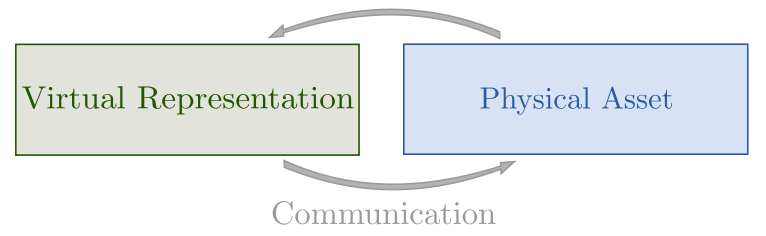 Virtual Representation
Physical Asset
Communication